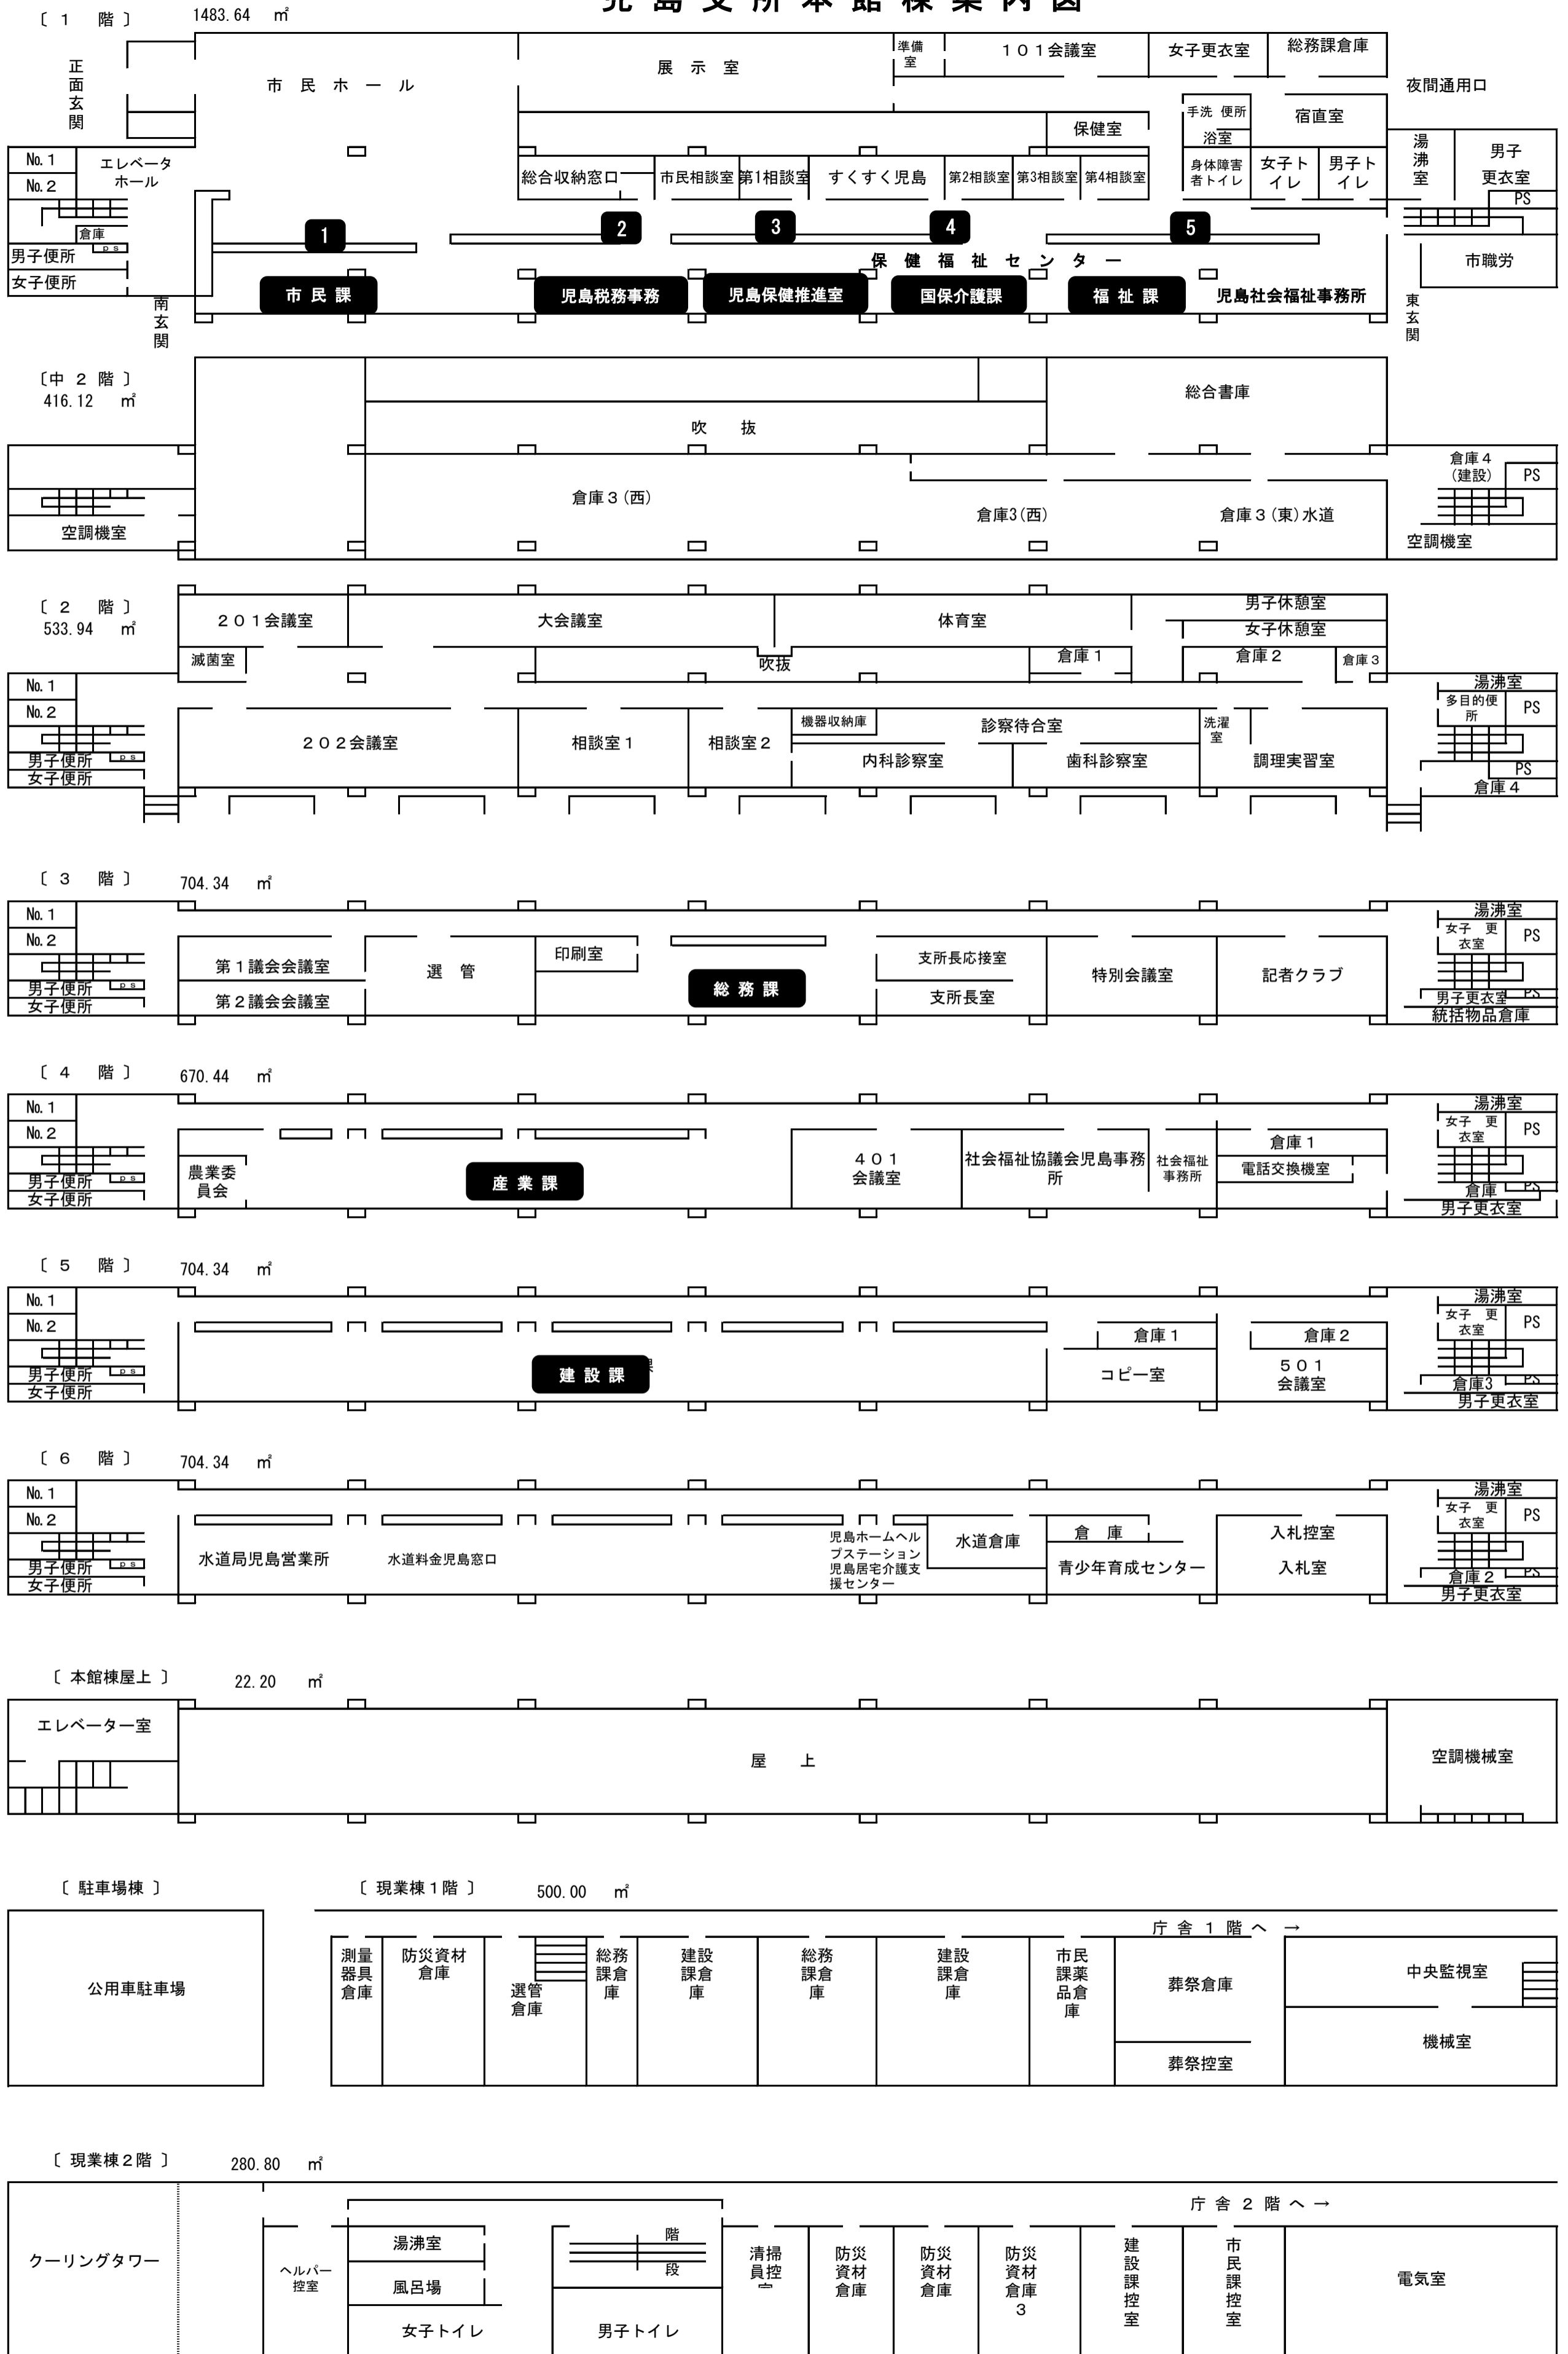 児島支所本館棟案内図
〔 1 階 〕 1483.64 ㎡
正面玄関
市民ホール
展示室
準備室
101会議室
女子更衣室
総務課倉庫
夜間通用口
手洗 便所
浴室
宿直室
保健室
湯沸室
男子
更衣室
PS
No.1
No.2
エレベータ
ホール
総合収納窓口
市民相談室
第1相談室
すくすく児島
第2相談室
第3相談室
第4相談室
身体障害
者トイレ
女子ト
イレ
男子ト
イレ
倉庫
ps
男子便所
女子便所
1
2
3
4
5
保健福祉センター
市職労
市民課
児島税務事務
児島保健推進室
国保介護課
福祉課
児島社会福祉事務所
南玄関
東玄関
〔中 2 階 〕
416.12 ㎡
総合書庫
吹 抜
倉庫3(西)
倉庫3(西)
倉庫3(東)水道
倉庫4
(建設)
PS
空調機室
空調機室
〔 2 階 〕
533.94 ㎡
201会議室
大会議室
体育室
男子休憩室
女子休憩室
滅菌室
吹抜
倉庫1
倉庫2
倉庫3
No.1
No.2
湯沸室
多目的便
所
PS
202会議室
相談室1
相談室2
機器収納庫
診察待合室
内科診察室
歯科診察室
洗濯
室
調理実習室
男子便所
ps
女子便所
PS
倉庫4
〔 3 階 〕 704.34 ㎡
No.1
No.2
湯沸室
女子 更
衣室
PS
第1議会会議室
第2議会会議室
選 管
印刷室
総務課
支所長応接室
支所長室
特別会議室
記者クラブ
男子便所
ps
女子便所
男子更衣室
PS
統括物品倉庫
〔 4 階 〕 670.44 ㎡
No.1
No.2
湯沸室
女子 更
衣室
PS
農業委
員会
産業課
401
会議室
社会福祉協議会児島事務
所
社会福祉
事務所
倉庫1
電話交換機室
男子便所
ps
女子便所
倉庫
PS
男子更衣室
〔 5 階 〕 704.34 ㎡
No.1
No.2
湯沸室
女子 更
衣室
PS
建設課
倉庫1
コピー室
倉庫2
501
会議室
男子便所
ps
女子便所
倉庫3
PS
男子更衣室
〔 6 階 〕 704.34 ㎡
No.1
No.2
湯沸室
女子 更
衣室
PS
水道局児島営業所
水道料金児島窓口
児島ホームヘル
プステーション
児島居宅介護支
援センター
水道倉庫
倉 庫
青少年育成センター
入札控室
入札室
男子便所
ps
女子便所
倉庫2
PS
男子更衣室
〔 本館棟屋上 〕 22.20 ㎡
エレベーター室
屋 上
空調機械室
〔 駐車場棟 〕
公用車駐車場
〔 現業棟1階 〕 500.00 ㎡
庁舎1階へ →
測量
器具
倉庫
防災資材
倉庫
選管
倉庫
総務
課倉
庫
建設
課倉
庫
総務
課倉
庫
建設
課倉
庫
市民
課薬
品倉
庫
葬祭倉庫
葬祭控室
中央監視室
機械室
〔 現業棟2階 〕 280.80 ㎡
庁舎2階へ →
クーリングタワー
ヘルパー
控室
湯沸室
風呂場
女子トイレ
階
段
男子トイレ
清掃
員控
防災
資材
倉庫
防災
資材
倉庫
防災
資材
倉庫
3
建設課控室
市民課控室
電気室